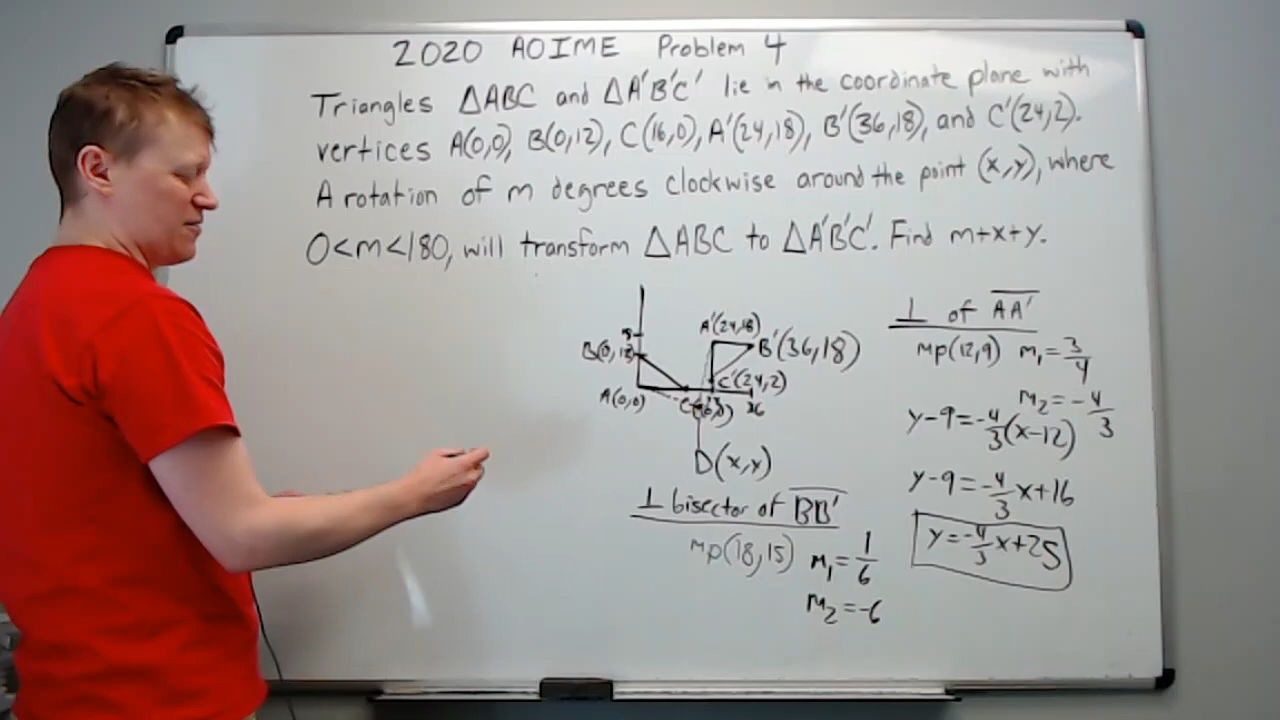 2020 AOIME Problem 4
Triangles △ABC and △A'B'C' lie in the coordinate plane with
vertices A(0,0), B(0,12), C(16,0), A'(24,18), B'(36,18), and C'(24,2).
A rotation of m degrees clockwise around the point (x,y), where
0<m<180, will transform △ABC to △A'B'C'. Find m+x+y.
18
A'(24,18)
B(0,12)
B'(36,18)
C'(24,2)
A(0,0)
36
D(x,y)
⊥ bisector of BB'
mp(18,15) m₁=1/6
m₂=-6
⊥ of AA'
mp(12,9) m₁=3/4
m₂=-4/3
y-9=-4/3(x-12)
y-9=-4/3x+16
y=-4/3x+25